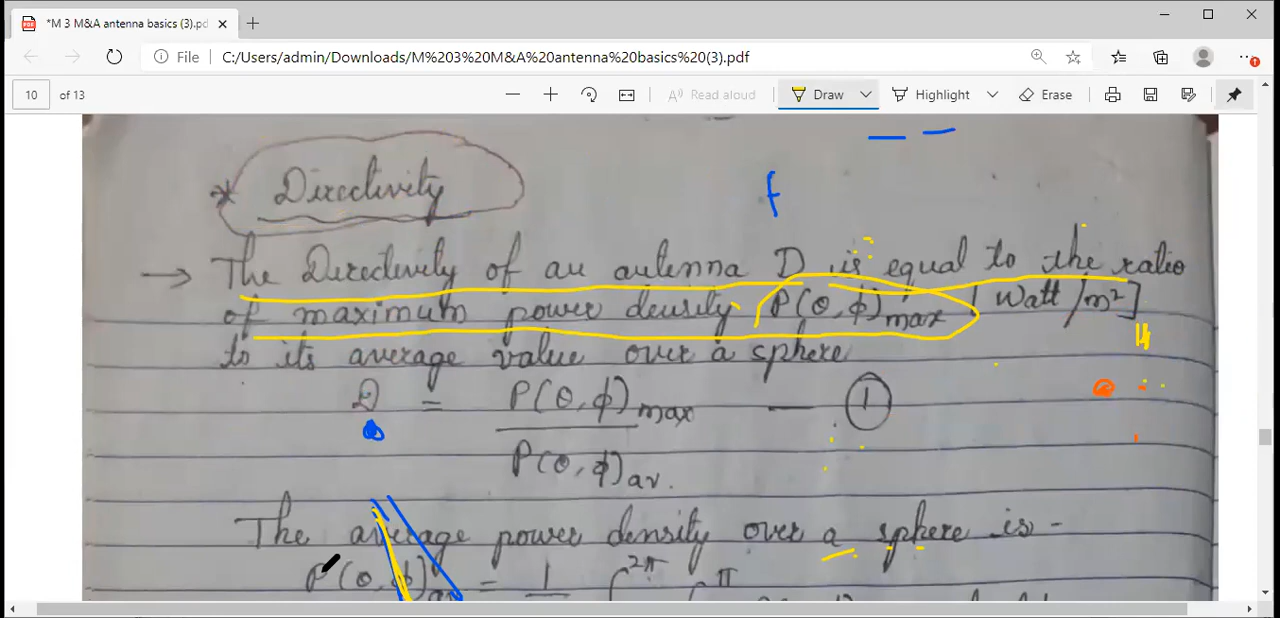 *M 3 M&A antenna basics (3).pd
File C:/Users/admin/Downloads/M%203%20M&A%20antenna%20basics%20(3).pdf
10 of 13 Read aloud Draw Highlight Erase
* Directivity
f
→ The Directivity of an antenna D is equal to the ratio
of maximum power density P(θ,ϕ)max [Watt/m²]
to its average value over a sphere
D = P(θ,ϕ)max — ①
P(θ,ϕ)av.
The average power density over a sphere is -
P(θ,ϕ)av = 1 ∫2π ∫π